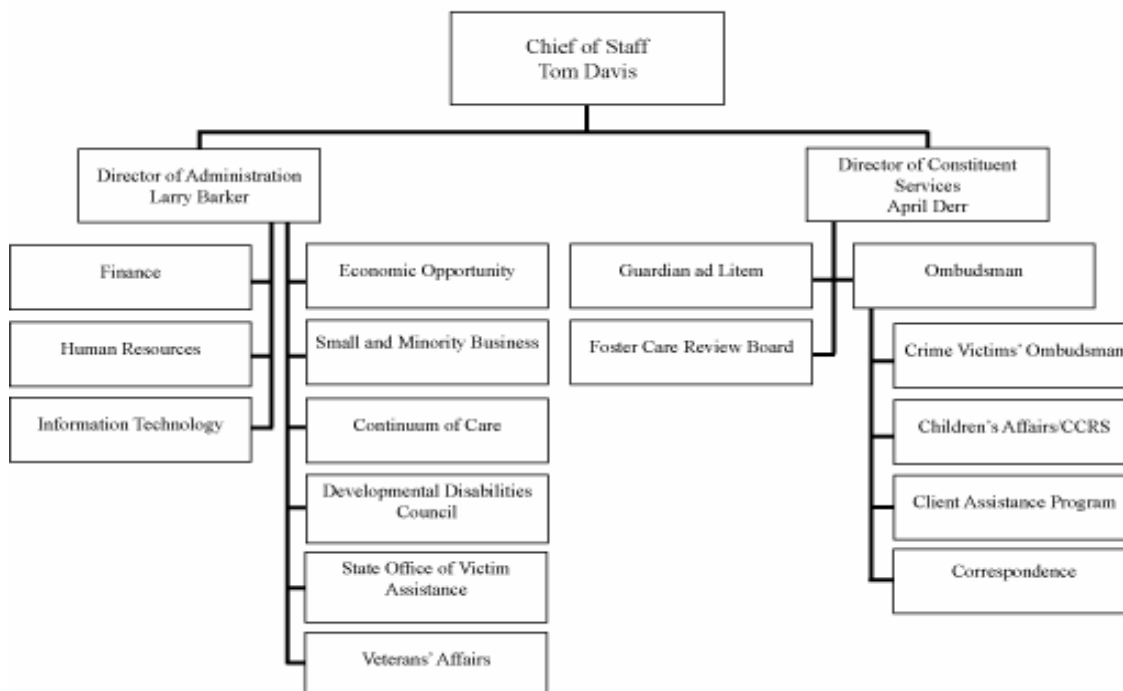 Chief of Staff
Tom Davis
Director of Administration
Larry Barker
Director of Constituent
Services
April Derr
Finance
Human Resources
Information Technology
Economic Opportunity
Small and Minority Business
Continuum of Care
Developmental Disabilities
Council
State Office of Victim
Assistance
Veterans' Affairs
Guardian ad Litem
Foster Care Review Board
Ombudsman
Crime Victims' Ombudsman
Children's Affairs/CCRS
Client Assistance Program
Correspondence